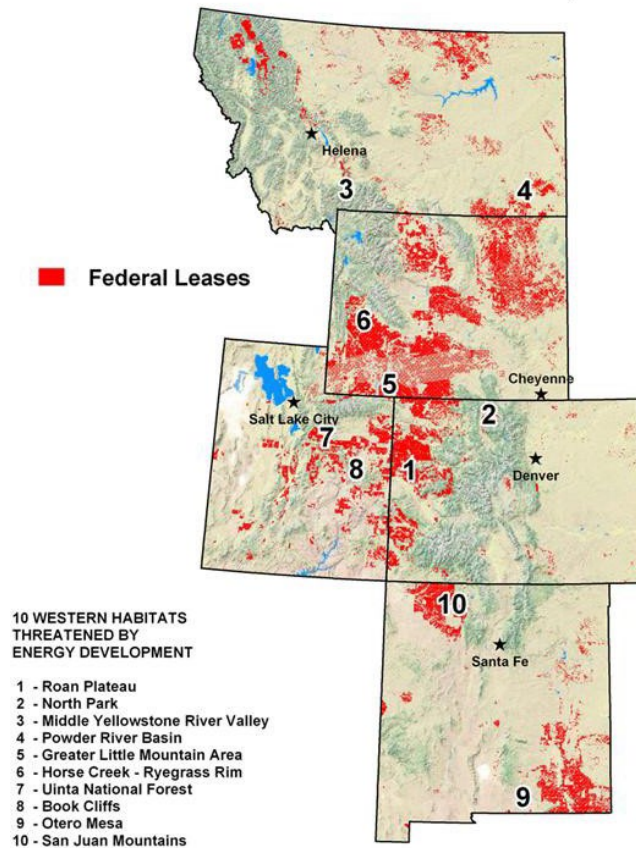 Helena
3
4
Federal Leases
6
5
Cheyenne
2
Salt Lake City
7
8
1
Denver
10
Santa Fe
9
10 WESTERN HABITATS
THREATENED BY
ENERGY DEVELOPMENT
1 - Roan Plateau
2 - North Park
3 - Middle Yellowstone River Valley
4 - Powder River Basin
5 - Greater Little Mountain Area
6 - Horse Creek - Ryegrass Rim
7 - Uinta National Forest
8 - Book Cliffs
9 - Otero Mesa
10 - San Juan Mountains